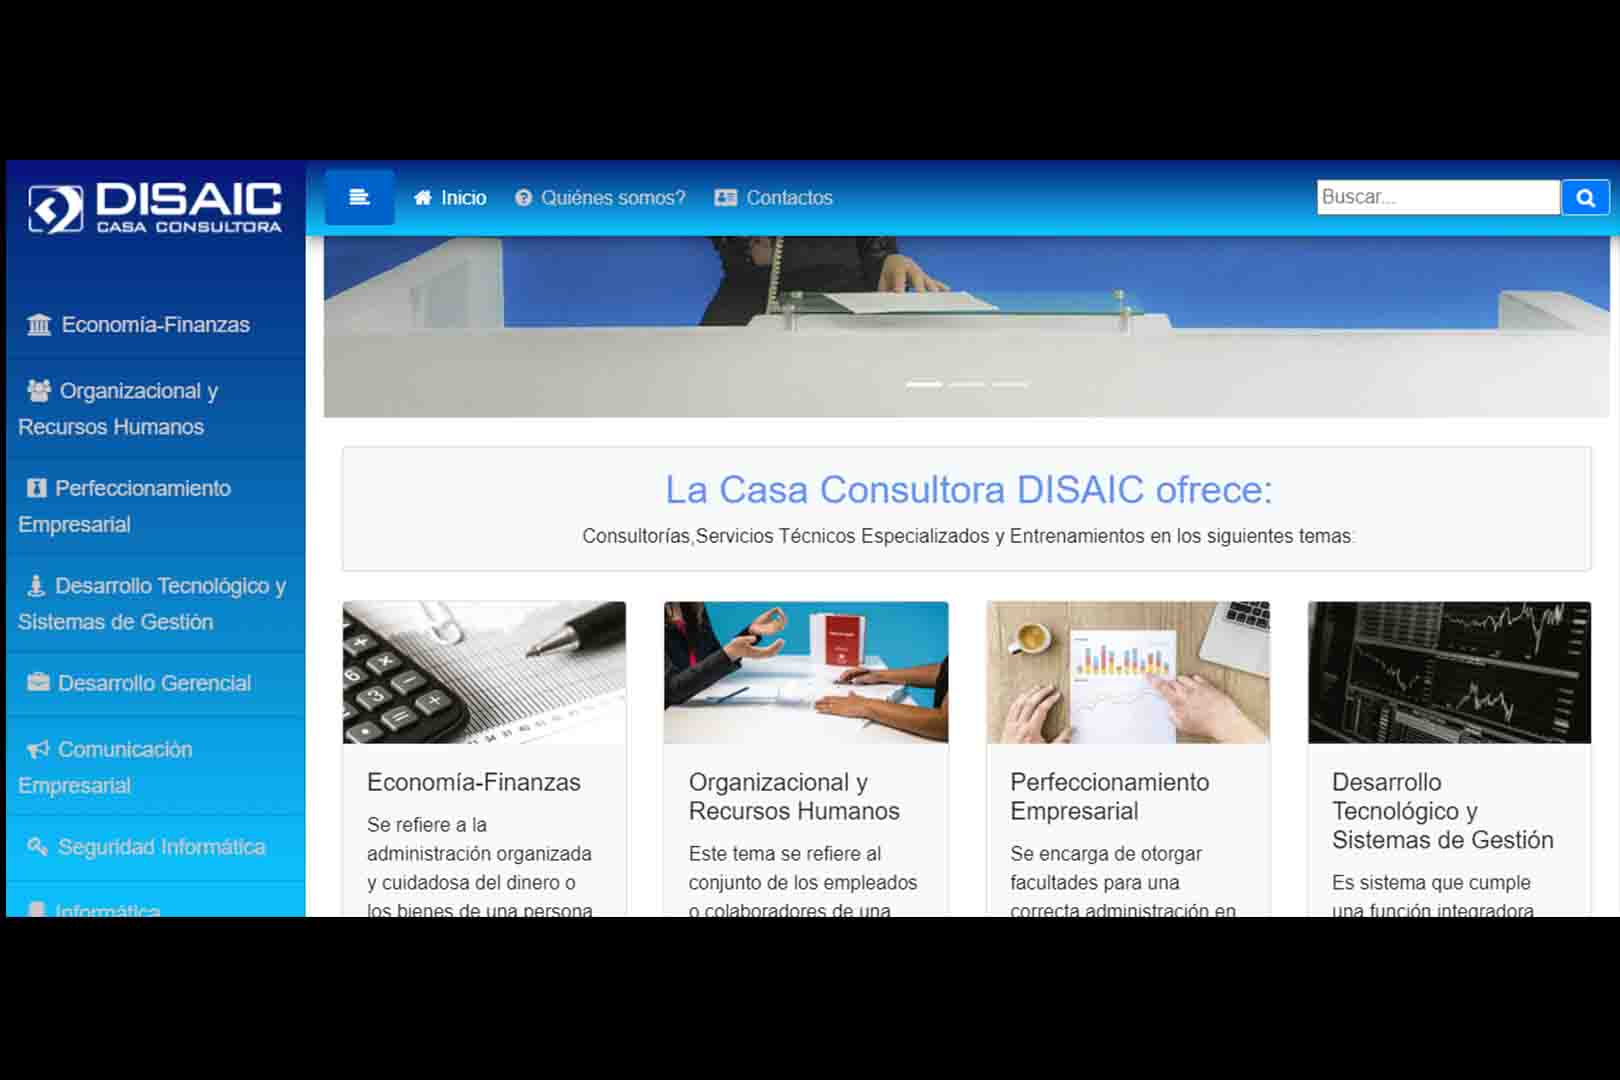 DISAIC
CASA CONSULTORA
Inicio
Quiénes somos?
Contactos
Buscar...
Economía-Finanzas
Organizacional y
Recursos Humanos
Perfeccionamiento
Empresarial
Desarrollo Tecnológico y
Sistemas de Gestión
Desarrollo Gerencial
Comunicación
Empresarial
Seguridad Informática
Informática
La Casa Consultora DISAIC ofrece:
Consultorías,Servicios Técnicos Especializados y Entrenamientos en los siguientes temas:
Economía-Finanzas
Se refiere a la
administración organizada
y cuidadosa del dinero o
los bienes de una persona
Organizacional y
Recursos Humanos
Este tema se refiere al
conjunto de los empleados
o colaboradores de una
Perfeccionamiento
Empresarial
Se encarga de otorgar
facultades para una
correcta administración en
Desarrollo
Tecnológico y
Sistemas de Gestión
Es sistema que cumple
una función integradora